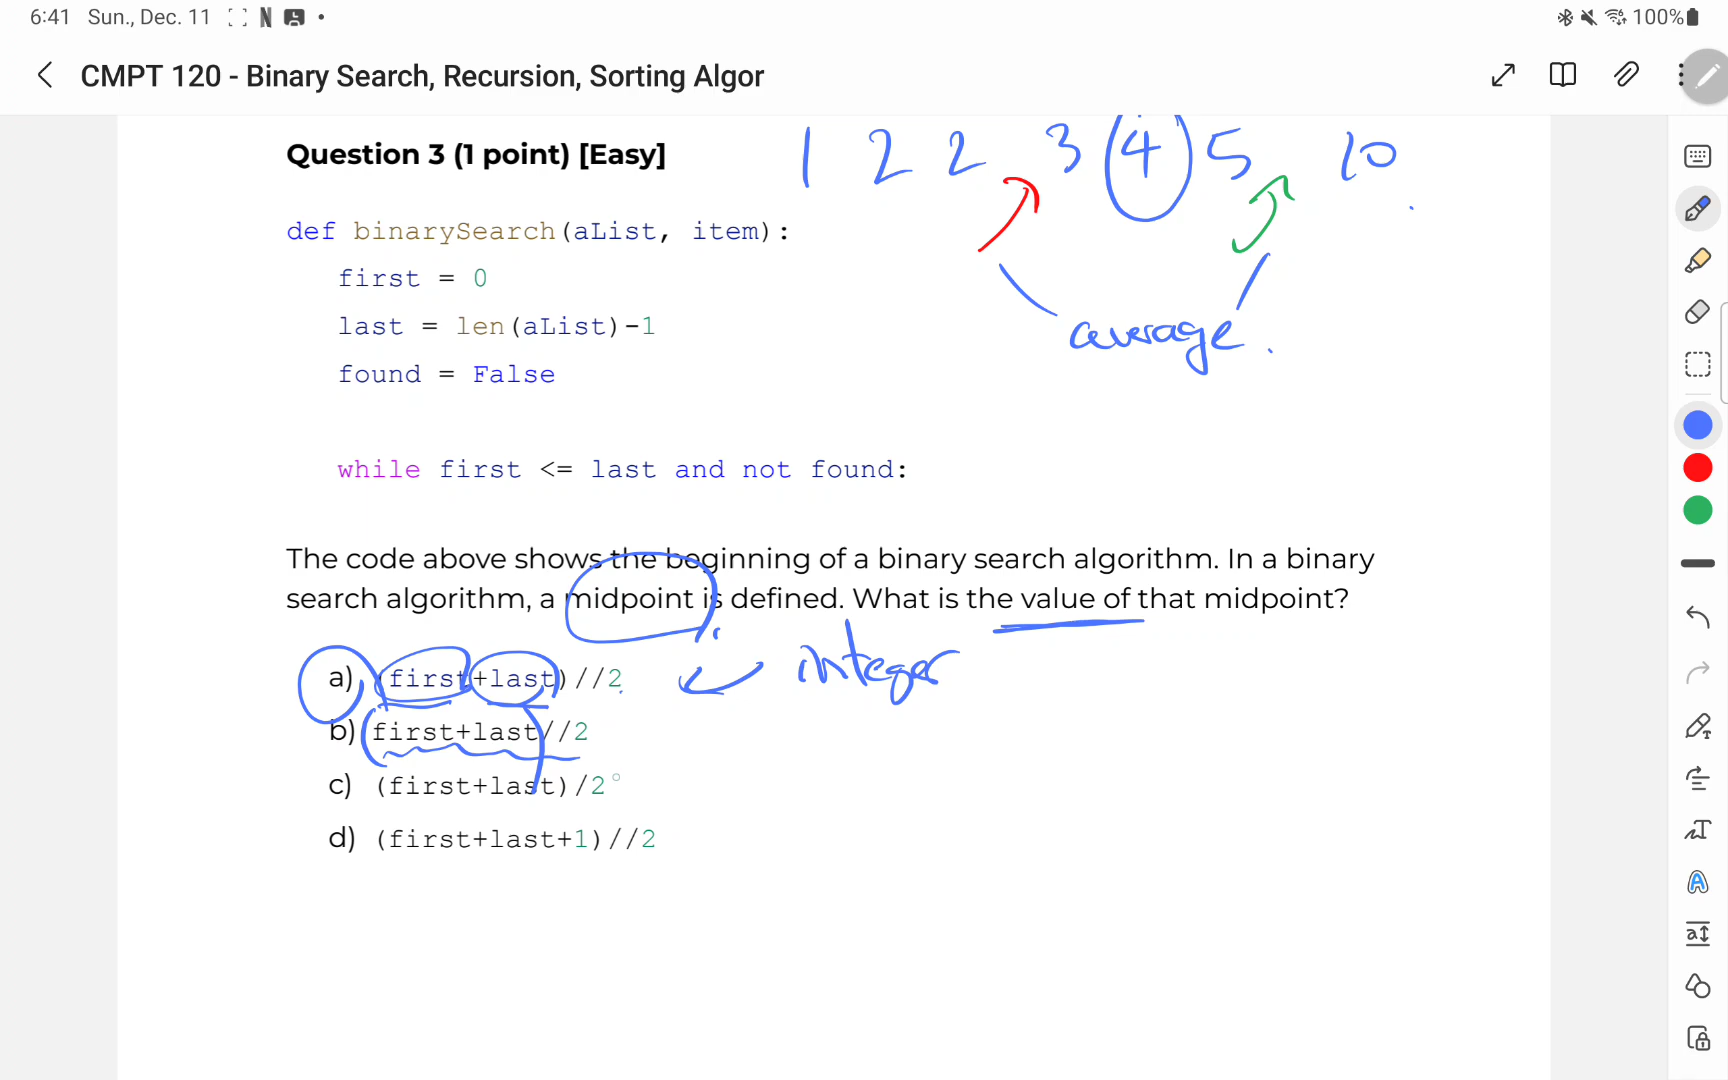 6:41 Sun., Dec. 11 N 100%
CMPT 120 - Binary Search, Recursion, Sorting Algor
Question 3 (1 point) [Easy]
1 2 2 3 4 5 10
def binarySearch(aList, item):
first = 0
last = len(aList)-1
average.
found = False
while first <= last and not found:
The code above shows the beginning of a binary search algorithm. In a binary
search algorithm, a midpoint is defined. What is the value of that midpoint?
a) (first+last)//2 integer
b) (first+last)//2
c) (first+last)/2
d) (first+last+1)//2